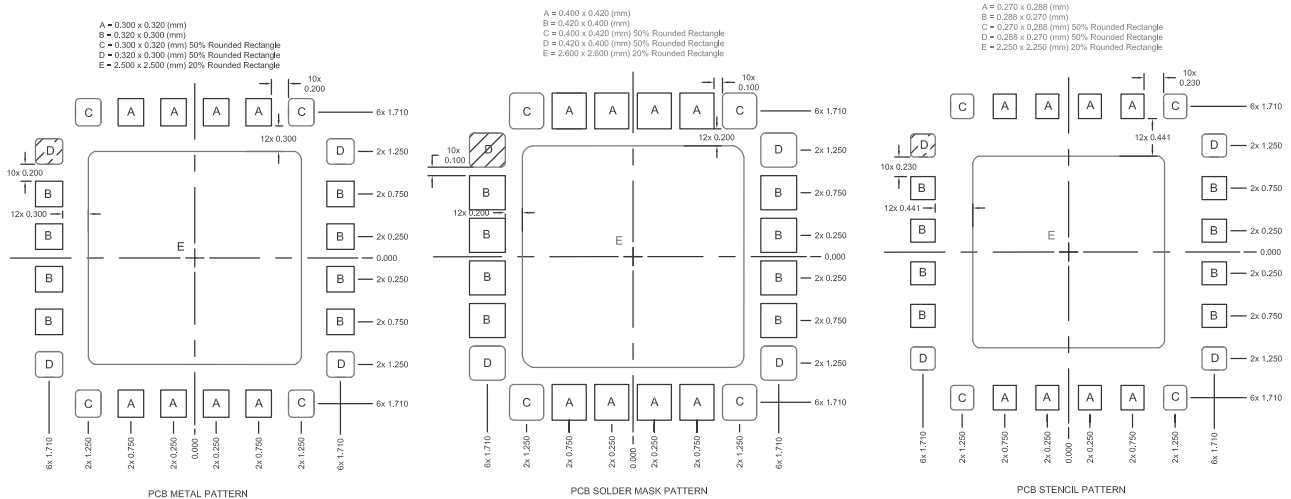 A = 0.300 x 0.320 (mm)
B = 0.320 x 0.300 (mm)
C = 0.300 x 0.320 (mm) 50% Rounded Rectangle
D = 0.320 x 0.300 (mm) 50% Rounded Rectangle
E = 2.500 x 2.500 (mm) 20% Rounded Rectangle
10x
0.200
C A A A A C
6x 1.710
12x 0.300
D D
2x 1.250
10x 0.200
B B
2x 0.750
12x 0.300
B B
2x 0.250
E
0.000
B B
2x 0.250
B B
2x 0.750
D D
2x 1.250
C A A A A C
6x 1.710
6x 1.710
2x 1.250
2x 0.750
2x 0.250
0.000
2x 0.250
2x 0.750
2x 1.250
6x 1.710
PCB METAL PATTERN
A = 0.400 x 0.420 (mm)
B = 0.420 x 0.400 (mm)
C = 0.400 x 0.420 (mm) 50% Rounded Rectangle
D = 0.420 x 0.400 (mm) 50% Rounded Rectangle
E = 2.600 x 2.600 (mm) 20% Rounded Rectangle
10x
0.100
C A A A A C
6x 1.710
12x 0.200
D D
2x 1.250
10x
0.100
B B
2x 0.750
12x 0.200
B B
2x 0.250
E
0.000
B B
2x 0.250
B B
2x 0.750
D D
2x 1.250
C A A A A C
6x 1.710
6x 1.710
2x 1.250
2x 0.750
2x 0.250
0.000
2x 0.250
2x 0.750
2x 1.250
6x 1.710
PCB SOLDER MASK PATTERN
A = 0.270 x 0.288 (mm)
B = 0.288 x 0.270 (mm)
C = 0.270 x 0.288 (mm) 50% Rounded Rectangle
D = 0.288 x 0.270 (mm) 50% Rounded Rectangle
E = 2.250 x 2.250 (mm) 20% Rounded Rectangle
10x
0.230
C A A A A C
6x 1.710
12x 0.441
D D
2x 1.250
10x
0.230
B B
2x 0.750
12x 0.441
B B
2x 0.250
E
0.000
B B
2x 0.250
B B
2x 0.750
D D
2x 1.250
C A A A A C
6x 1.710
6x 1.710
2x 1.250
2x 0.750
2x 0.250
0.000
2x 0.250
2x 0.750
2x 1.250
6x 1.710
PCB STENCIL PATTERN